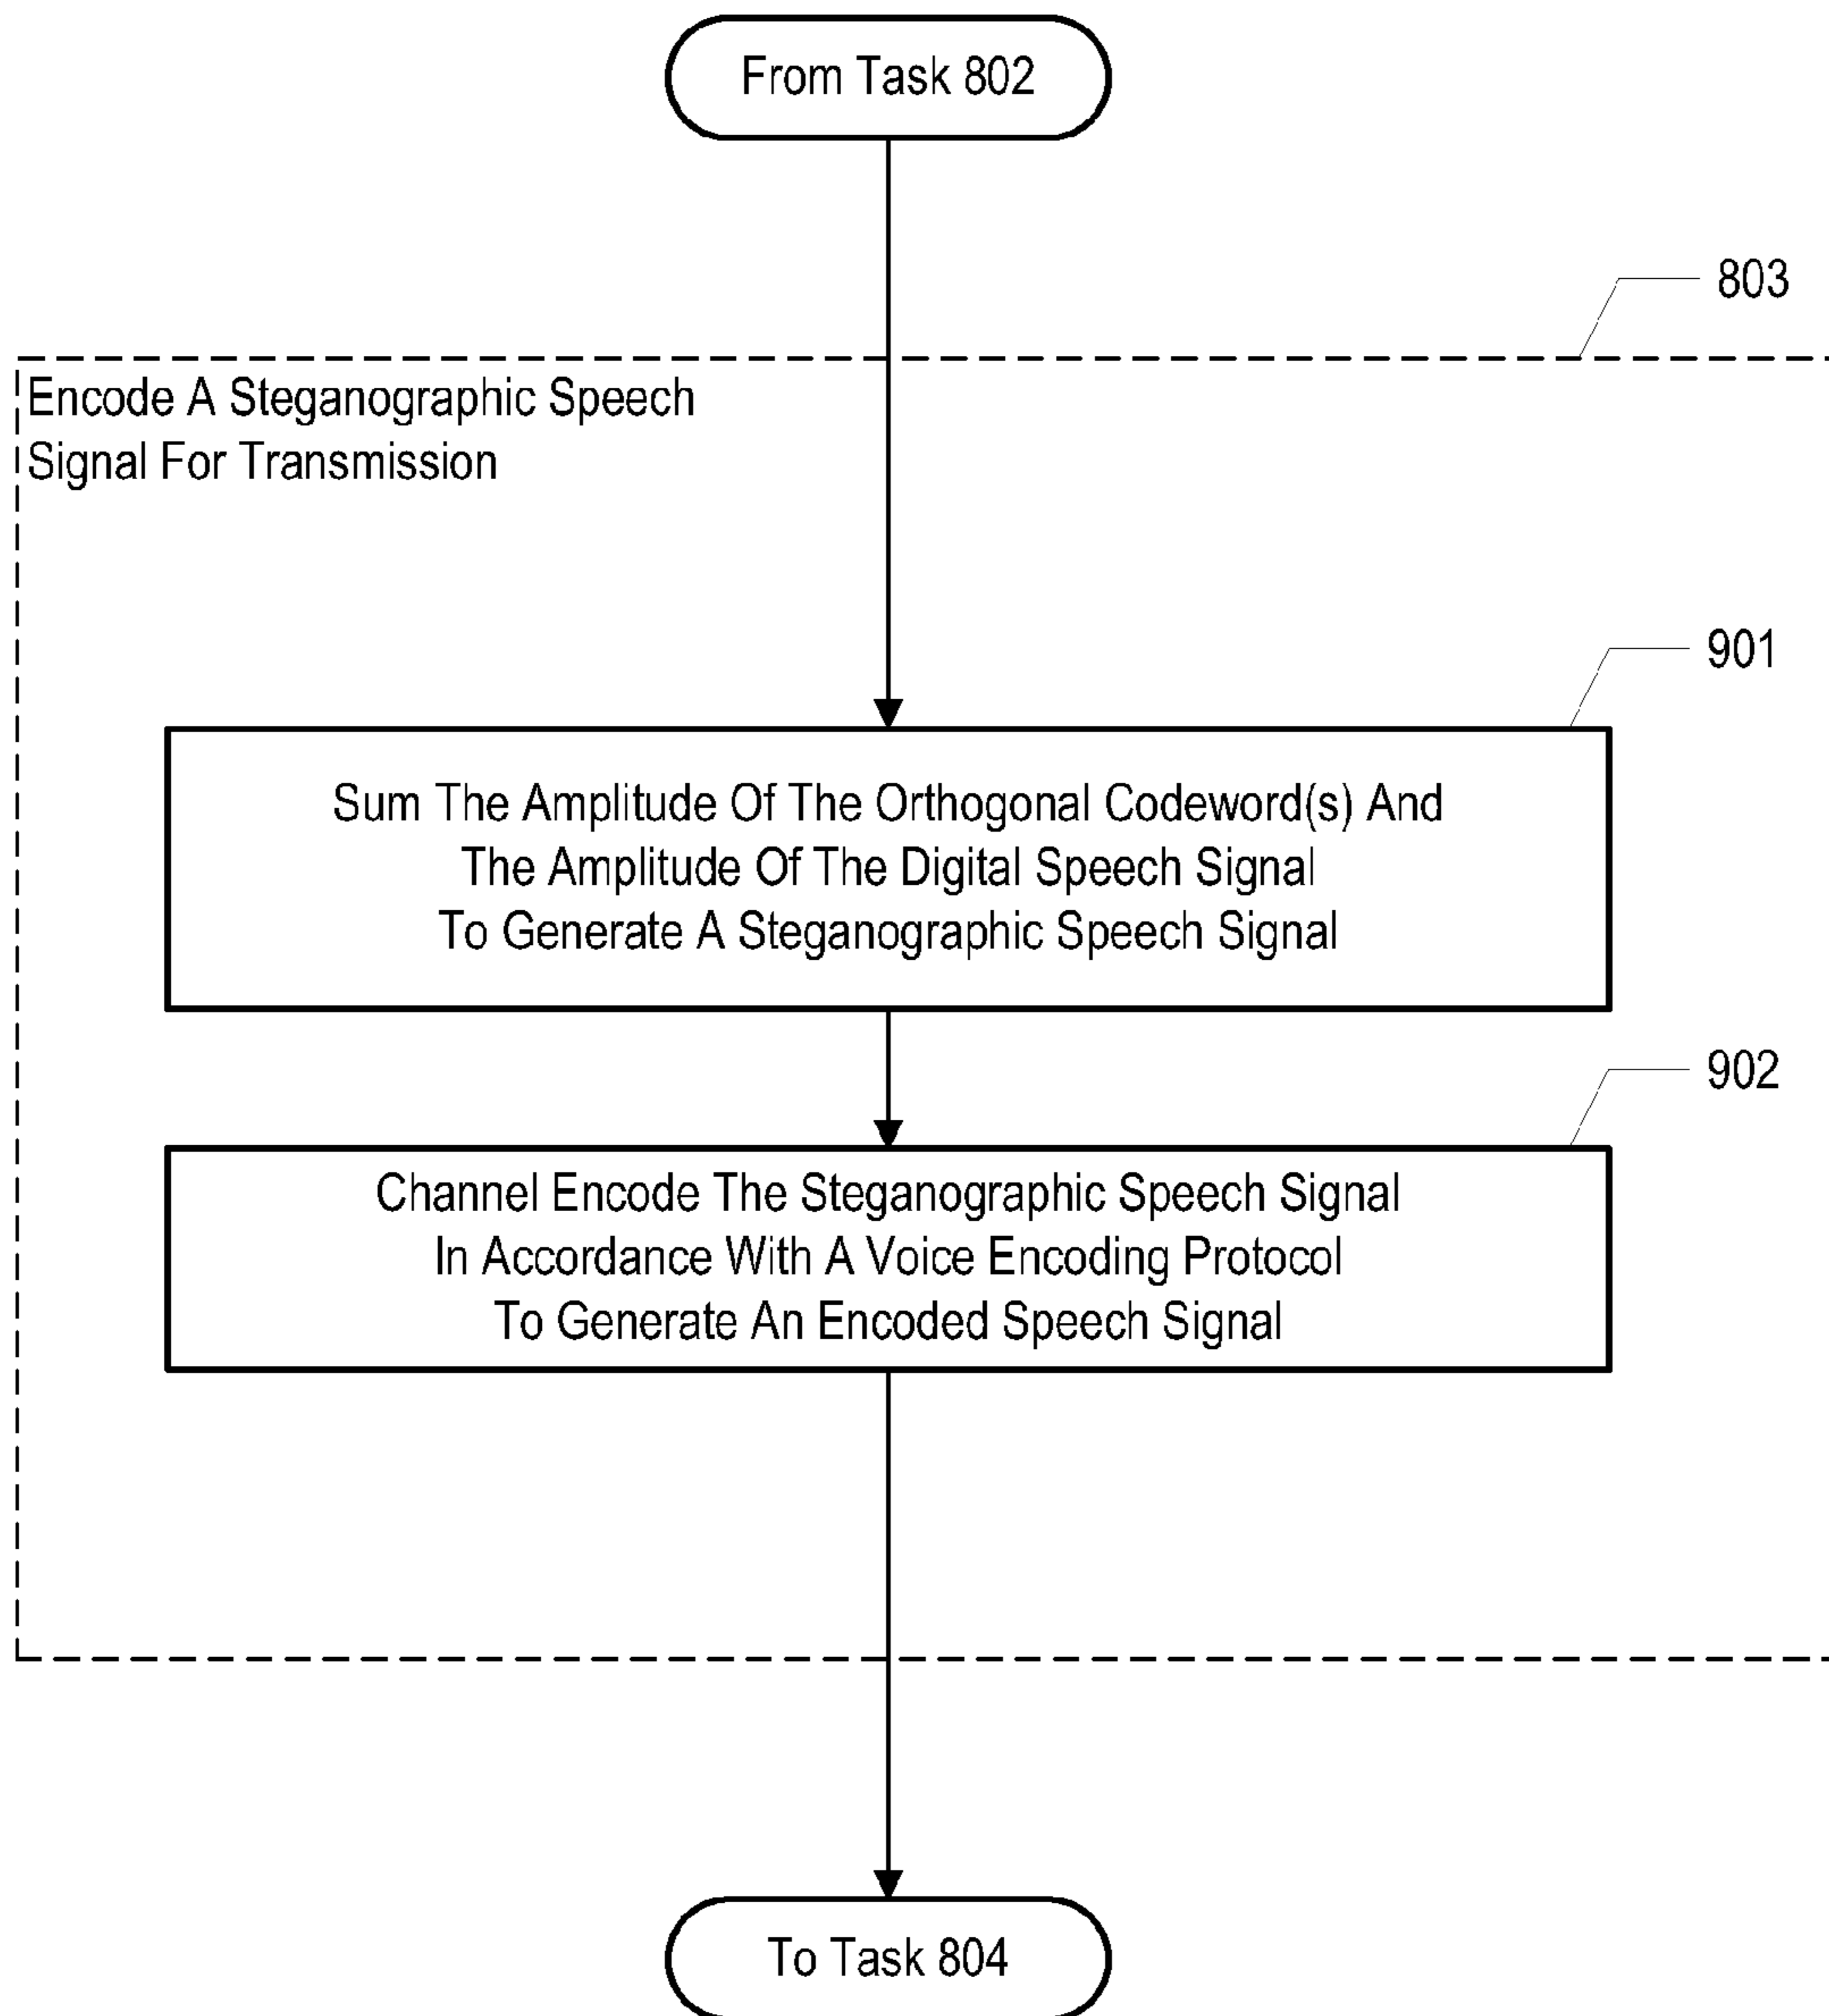 From Task 802
803
Encode A Steganographic Speech
Signal For Transmission
901
Sum The Amplitude Of The Orthogonal Codeword(s) And
The Amplitude Of The Digital Speech Signal
To Generate A Steganographic Speech Signal
902
Channel Encode The Steganographic Speech Signal
In Accordance With A Voice Encoding Protocol
To Generate An Encoded Speech Signal
To Task 804